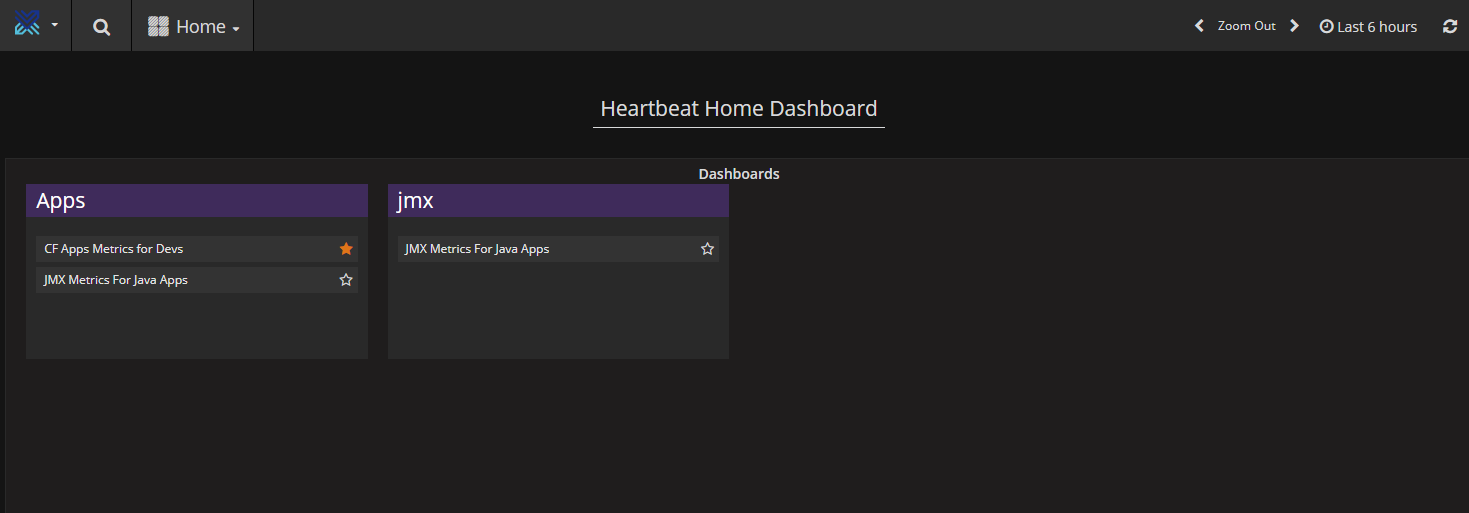 Home
Zoom Out
Last 6 hours
Heartbeat Home Dashboard
Dashboards
Apps
CF Apps Metrics for Devs
JMX Metrics For Java Apps
jmx
JMX Metrics For Java Apps